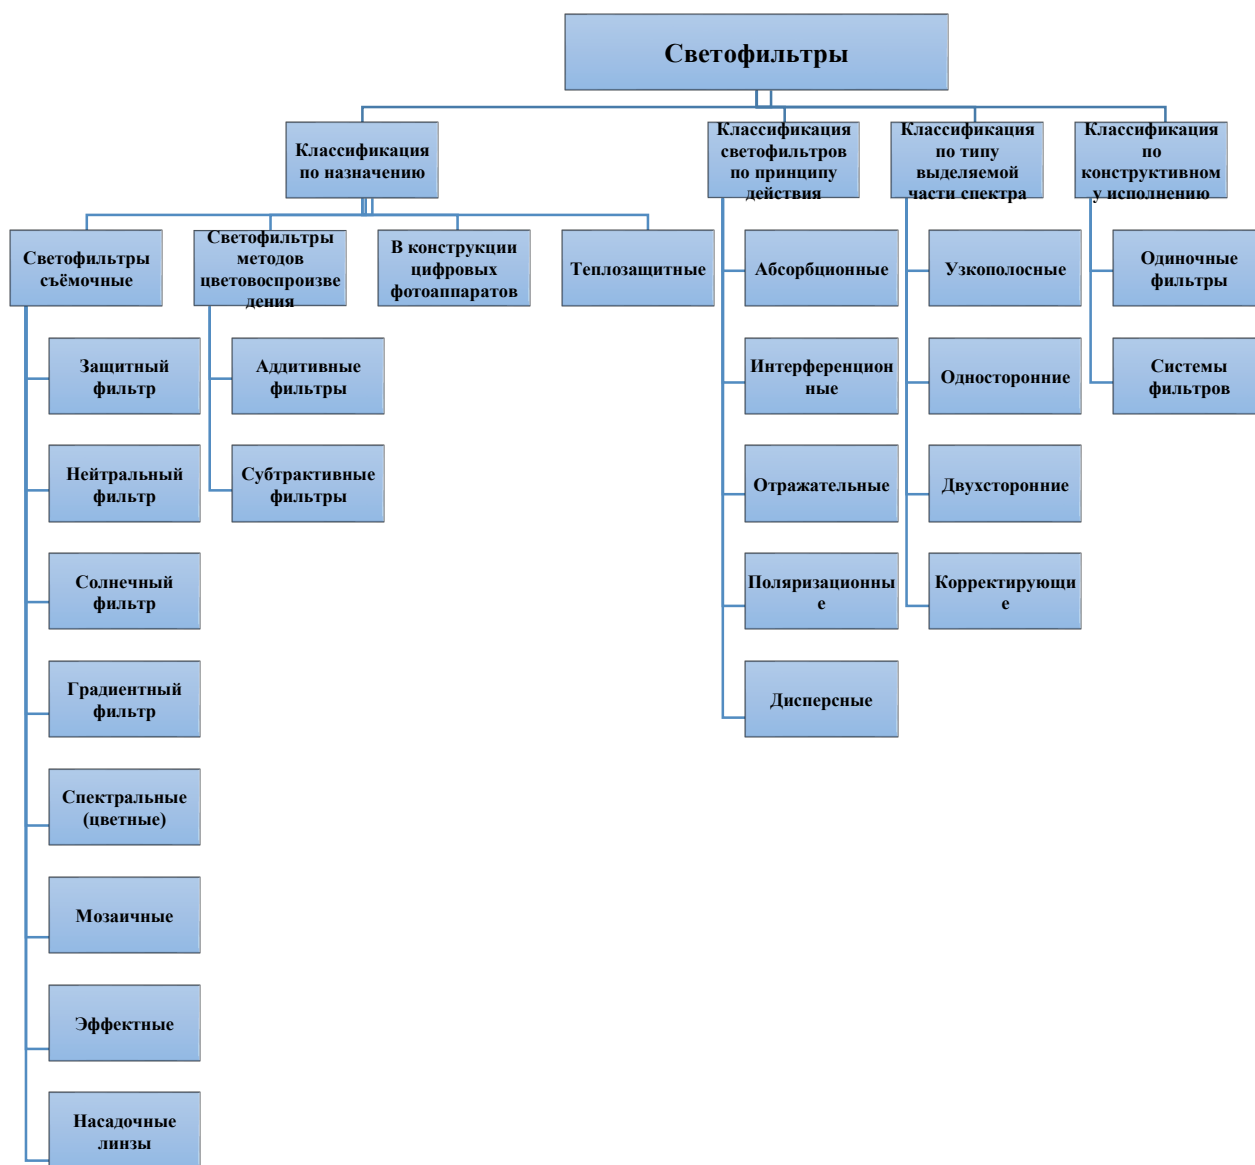 Светофильтры
Классификация
по назначению
Классификация
светофильтров
по принципу
действия
Классификация
по типу
выделяемой
части спектра
Классификация
по
конструктивном
у исполнению
Светофильтры
съёмочные
Светофильтры
методов
цветовоспроизве
дения
В конструкции
цифровых
фотоаппаратов
Теплозащитные
Абсорбционные
Узкополосные
Одиночные
фильтры
Защитный
фильтр
Аддитивные
фильтры
Интерференцион
ные
Односторонние
Системы
фильтров
Нейтральный
фильтр
Субтрактивные
фильтры
Отражательные
Двухсторонние
Солнечный
фильтр
Поляризационны
е
Корректирующи
е
Градиентный
фильтр
Дисперсные
Спектральные
(цветные)
Мозаичные
Эффектные
Насадочные
линзы